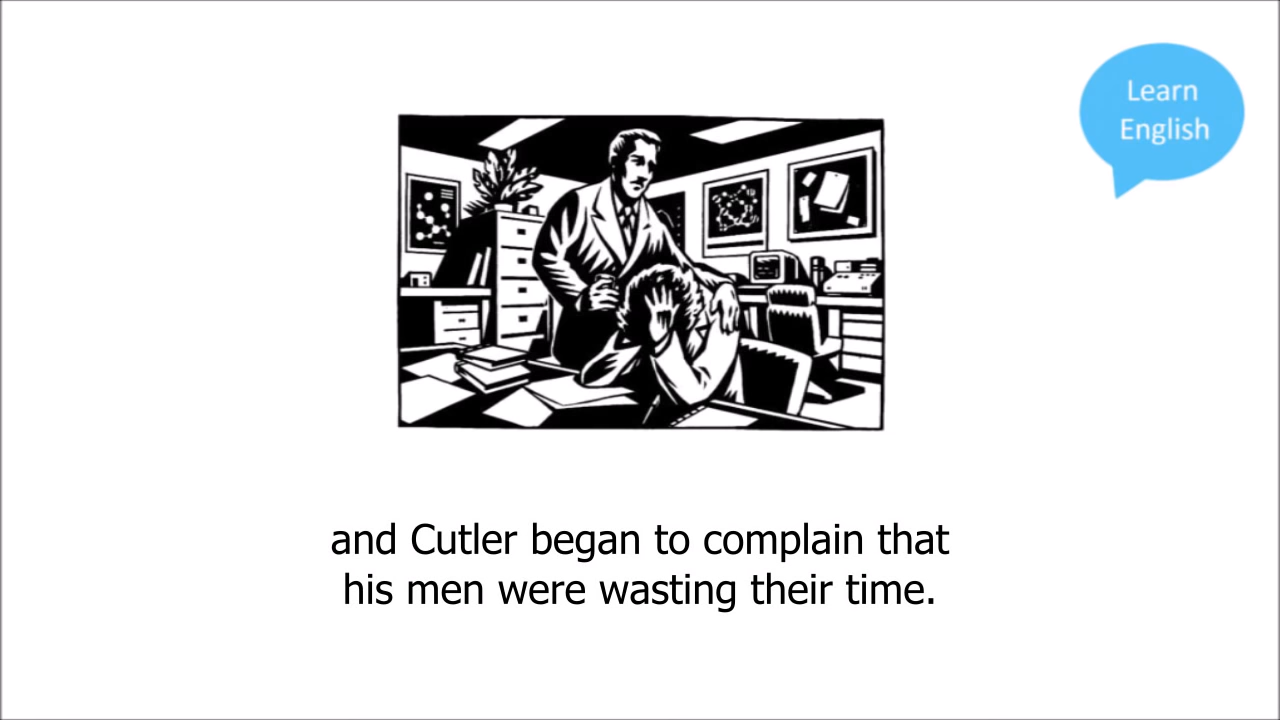 Learn
English
and Cutler began to complain that
his men were wasting their time.